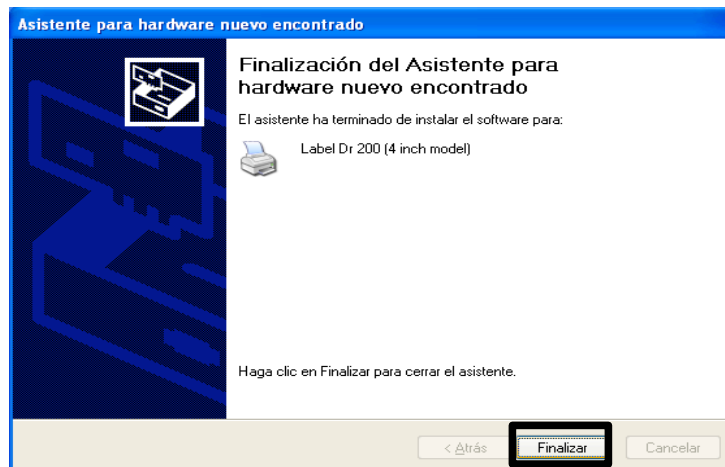 Asistente para hardware nuevo encontrado
Finalización del Asistente para
hardware nuevo encontrado
El asistente ha terminado de instalar el software para:
Label Dr 200 (4 inch model)
Haga clic en Finalizar para cerrar el asistente.
< Atrás Finalizar Cancelar